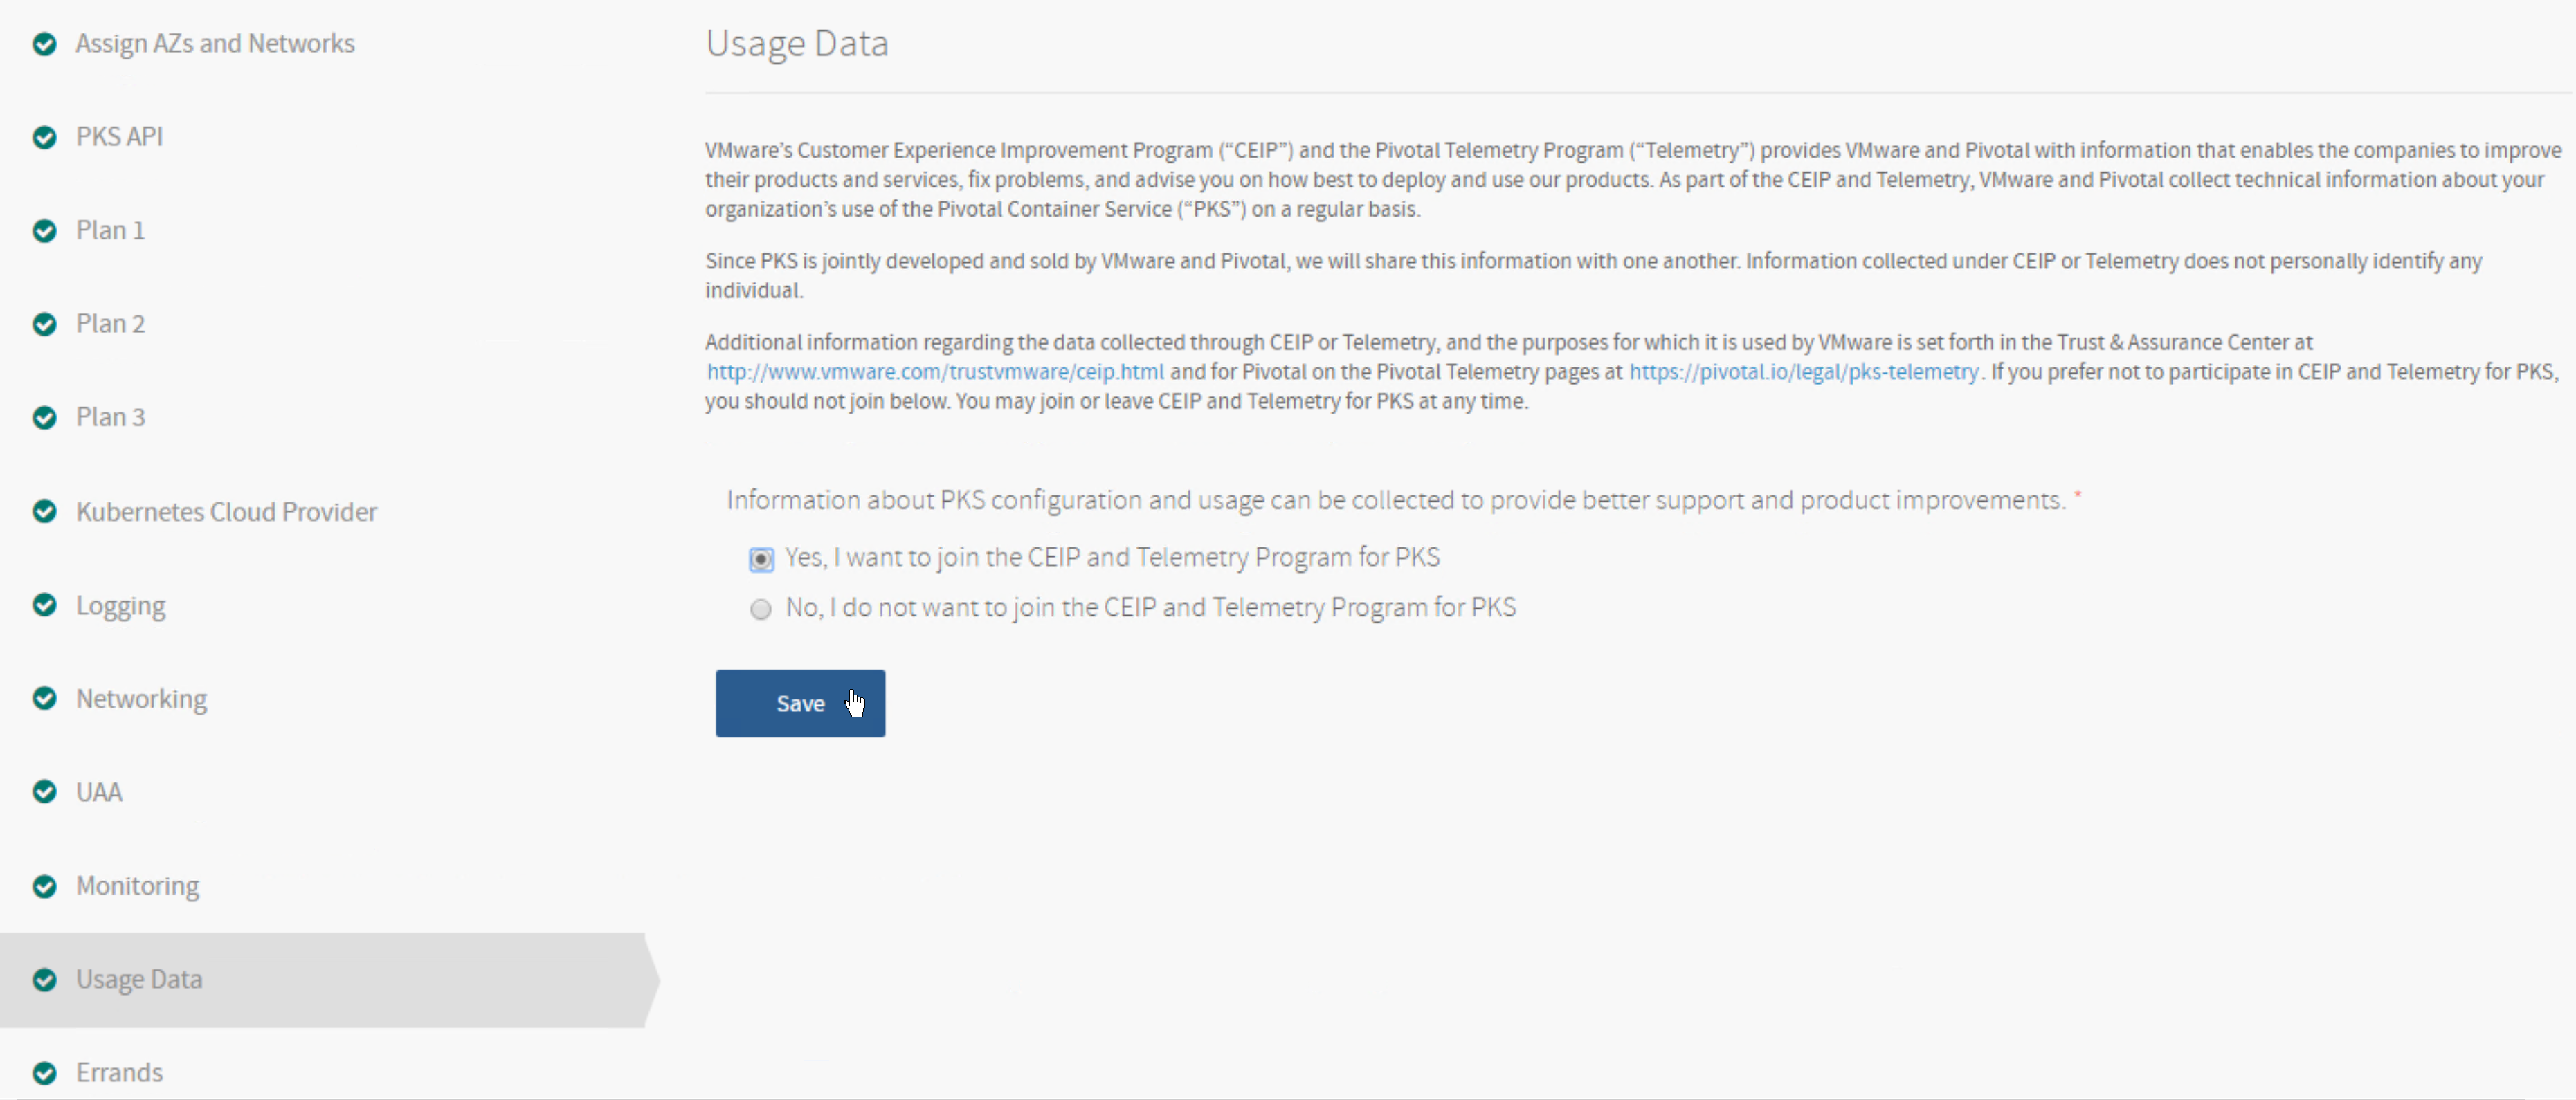 Assign AZs and Networks
PKS API
Plan 1
Plan 2
Plan 3
Kubernetes Cloud Provider
Logging
Networking
UAA
Monitoring
Usage Data
Errands
Usage Data
VMware’s Customer Experience Improvement Program (“CEIP”) and the Pivotal Telemetry Program (“Telemetry”) provides VMware and Pivotal with information that enables the companies to improve
their products and services, fix problems, and advise you on how best to deploy and use our products. As part of the CEIP and Telemetry, VMware and Pivotal collect technical information about your
organization’s use of the Pivotal Container Service (“PKS”) on a regular basis.
Since PKS is jointly developed and sold by VMware and Pivotal, we will share this information with one another. Information collected under CEIP or Telemetry does not personally identify any
individual.
Additional information regarding the data collected through CEIP or Telemetry, and the purposes for which it is used by VMware is set forth in the Trust & Assurance Center at
http://www.vmware.com/trustvmware/ceip.html and for Pivotal on the Pivotal Telemetry pages at https://pivotal.io/legal/pks-telemetry. If you prefer not to participate in CEIP and Telemetry for PKS,
you should not join below. You may join or leave CEIP and Telemetry for PKS at any time.
Information about PKS configuration and usage can be collected to provide better support and product improvements. *
Yes, I want to join the CEIP and Telemetry Program for PKS
No, I do not want to join the CEIP and Telemetry Program for PKS
Save